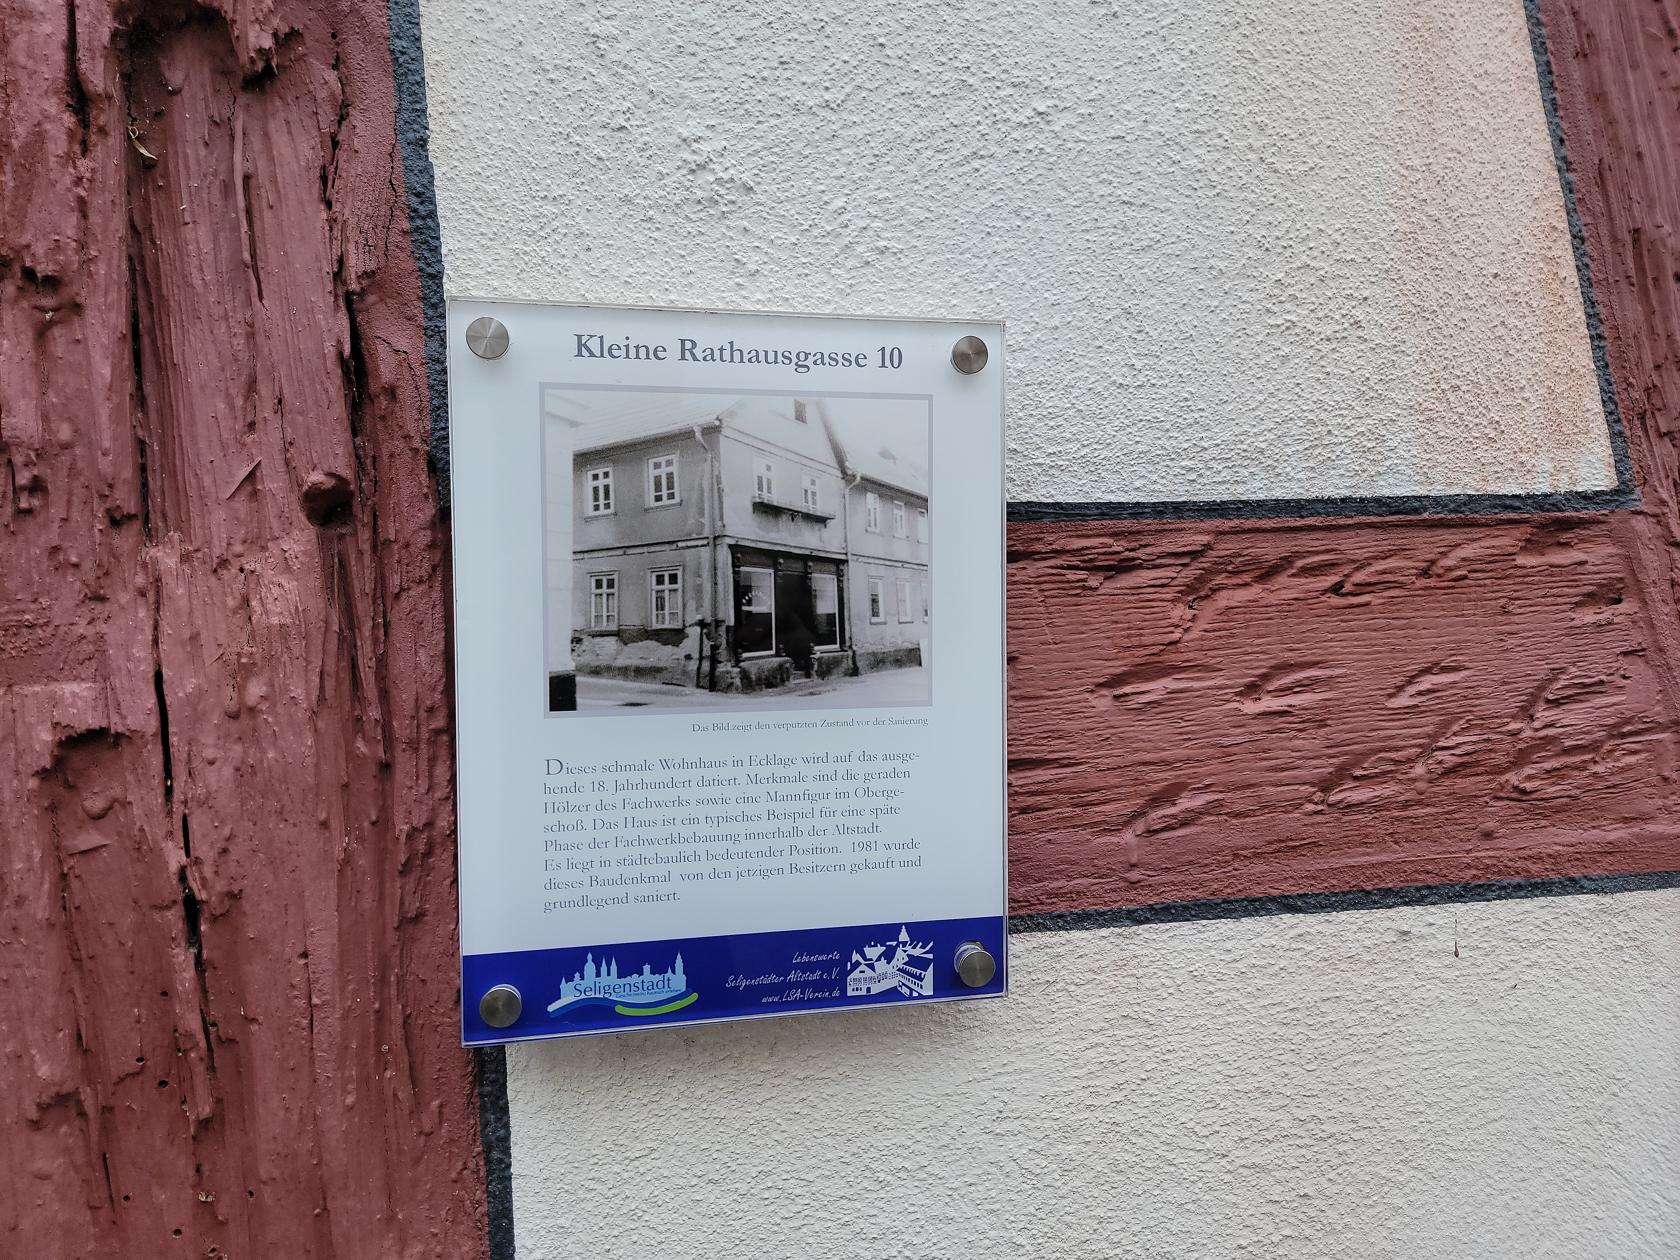 Kleine Rathausgasse 10
Das Bild zeigt den verputzten Zustand vor der Sanierung
Dieses schmale Wohnhaus in Ecklage wird auf das ausge-
hende 18. Jahrhundert datiert. Merkmale sind die geraden
Hölzer des Fachwerks sowie eine Mannfigur im Oberge-
schoß. Das Haus ist ein typisches Beispiel für eine späte
Phase der Fachwerkbebauung innerhalb der Altstadt.
Es liegt in städtebaulich bedeutender Position. 1981 wurde
dieses Baudenkmal von den jetzigen Besitzern gekauft und
grundlegend saniert.
Seligenstadt
Lebenswerte
Seligenstädter Altstadt e.V.
www.LSA-Verein.de